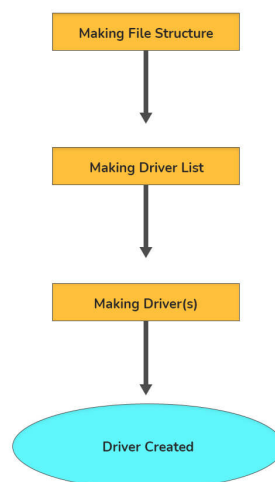 Making File Structure
Making Driver List
Making Driver(s)
Driver Created